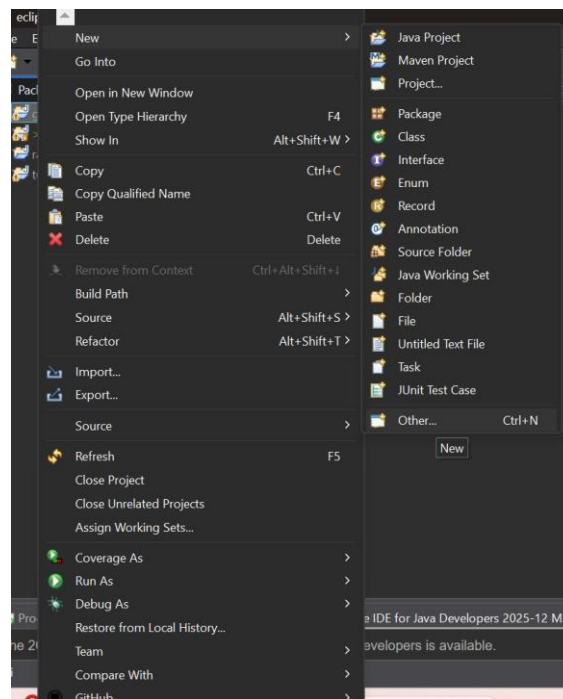 eclip
New >
Go Into
Open in New Window
Open Type Hierarchy F4
Show In Alt+Shift+W >
Copy Ctrl+C
Copy Qualified Name
Paste Ctrl+V
Delete Delete
Remove from Context Ctrl+Alt+Shift+↓
Build Path >
Source Alt+Shift+S >
Refactor Alt+Shift+T >
Import...
Export...
Source >
Refresh F5
Close Project
Close Unrelated Projects
Assign Working Sets...
Coverage As >
Run As >
Debug As >
Restore from Local History...
Team >
Compare With >
GitHub >
Java Project
Maven Project
Project...
Package
Class
Interface
Enum
Record
Annotation
Source Folder
Java Working Set
Folder
File
Untitled Text File
Task
JUnit Test Case
Other... Ctrl+N
New
e E
Pacl
Pro
e IDE for Java Developers 2025-12 M
ne 2
evelopers is available.